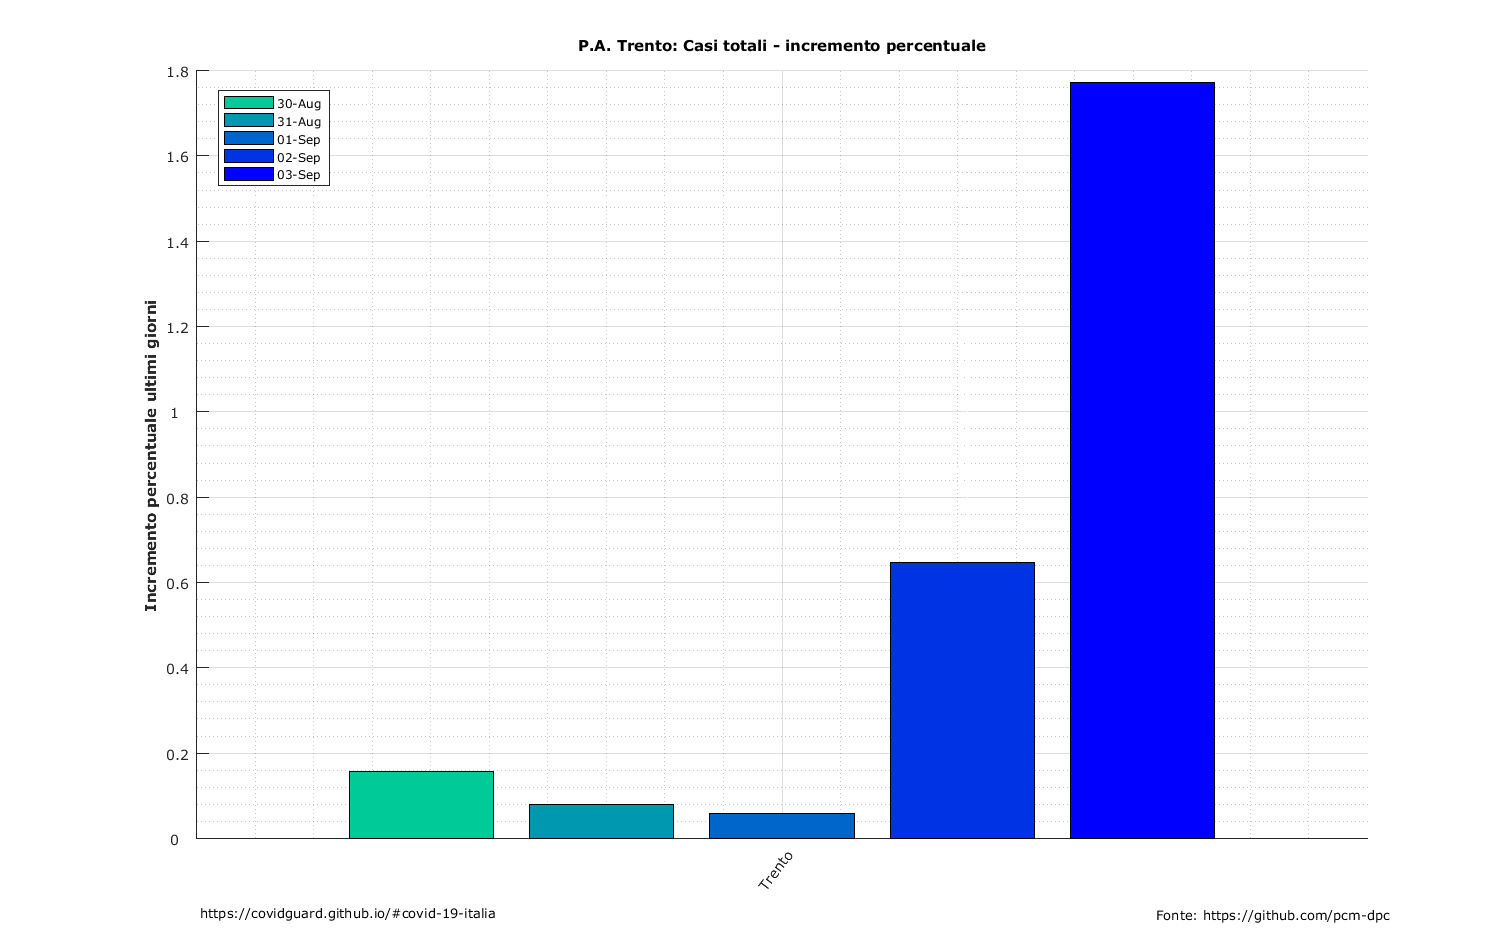 P.A. Trento: Casi totali - incremento percentuale
30-Aug
31-Aug
01-Sep
02-Sep
03-Sep
Incremento percentuale ultimi giorni
1.8
1.6
1.4
1.2
1
0.8
0.6
0.4
0.2
0
Trento
https://covidguard.github.io/#covid-19-italia
Fonte: https://github.com/pcm-dpc